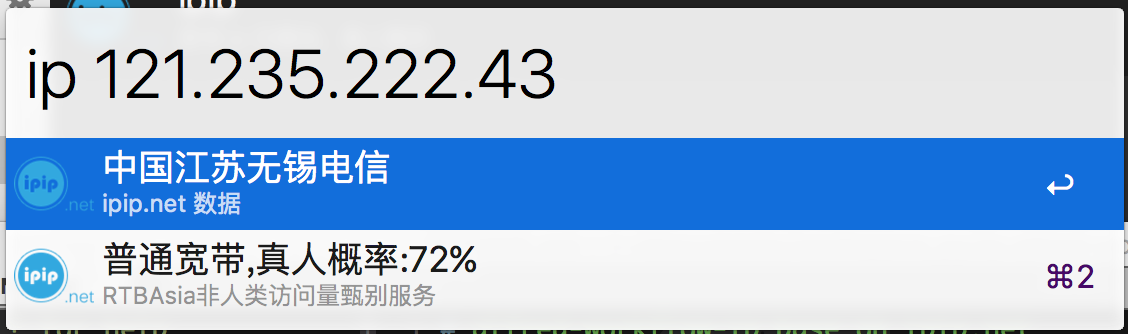 ipip
ip 121.235.222.43
ipip
.net
中国江苏无锡电信
ipip.net 数据
ipip
.net
普通宽带,真人概率:72%
⌘2
RTBAsia非人类访问量甄别服务